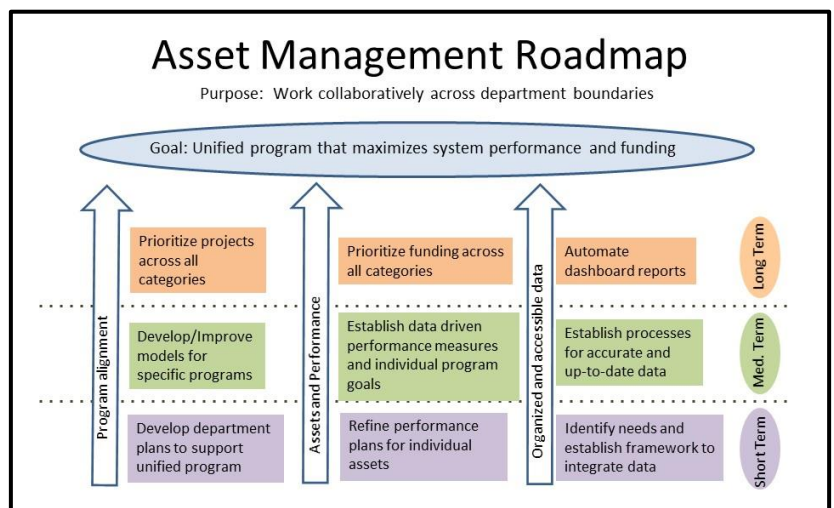 Asset Management Roadmap
Purpose: Work collaboratively across department boundaries
Goal: Unified program that maximizes system performance and funding
Program alignment
Prioritize projects
across all
categories
Assets and Performance
Prioritize funding across
all categories
Organized and accessible data
Automate
dashboard reports
Long Term
Develop/Improve
models for
specific programs
Establish data driven
performance measures
and individual program
goals
Establish processes
for accurate and
up-to-date data
Med. Term
Develop department
plans to support
unified program
Refine performance
plans for individual
assets
Identify needs and
establish framework to
integrate data
Short Term